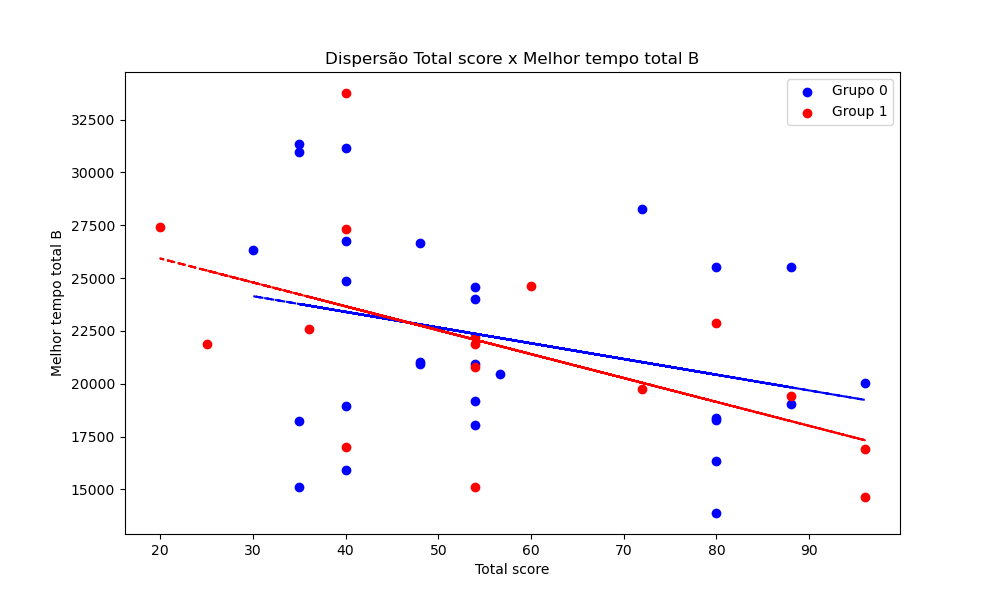 Dispersão Total score x Melhor tempo total B
Grupo 0
Group 1
Melhor tempo total B
32500
30000
27500
25000
22500
20000
17500
15000
20 30 40 50 60 70 80 90
Total score